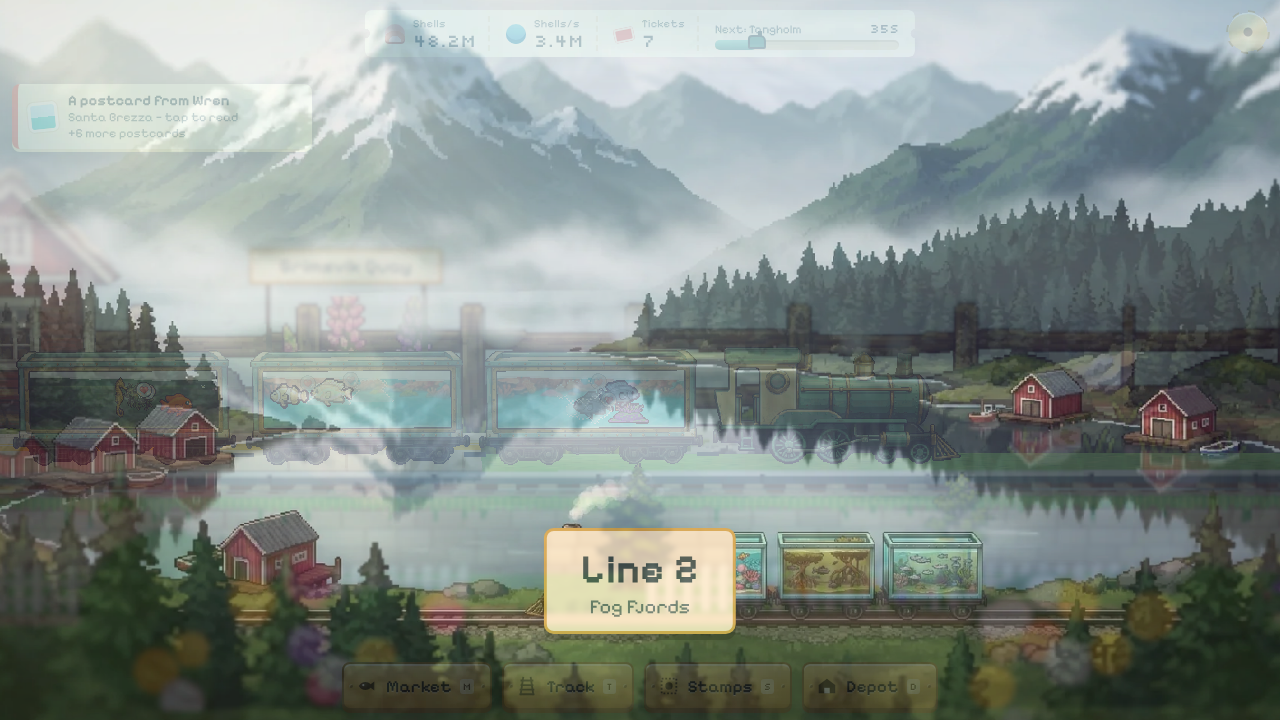 Shells
48.2M
Shells/s
3.4M
Tickets
7
Next: Tangholm
35S
A postcard from Wren
Santa Brezza - tap to read
+6 more postcards
Line 2
Fog Fjords
Market M
Track T
Stamps S
Depot D